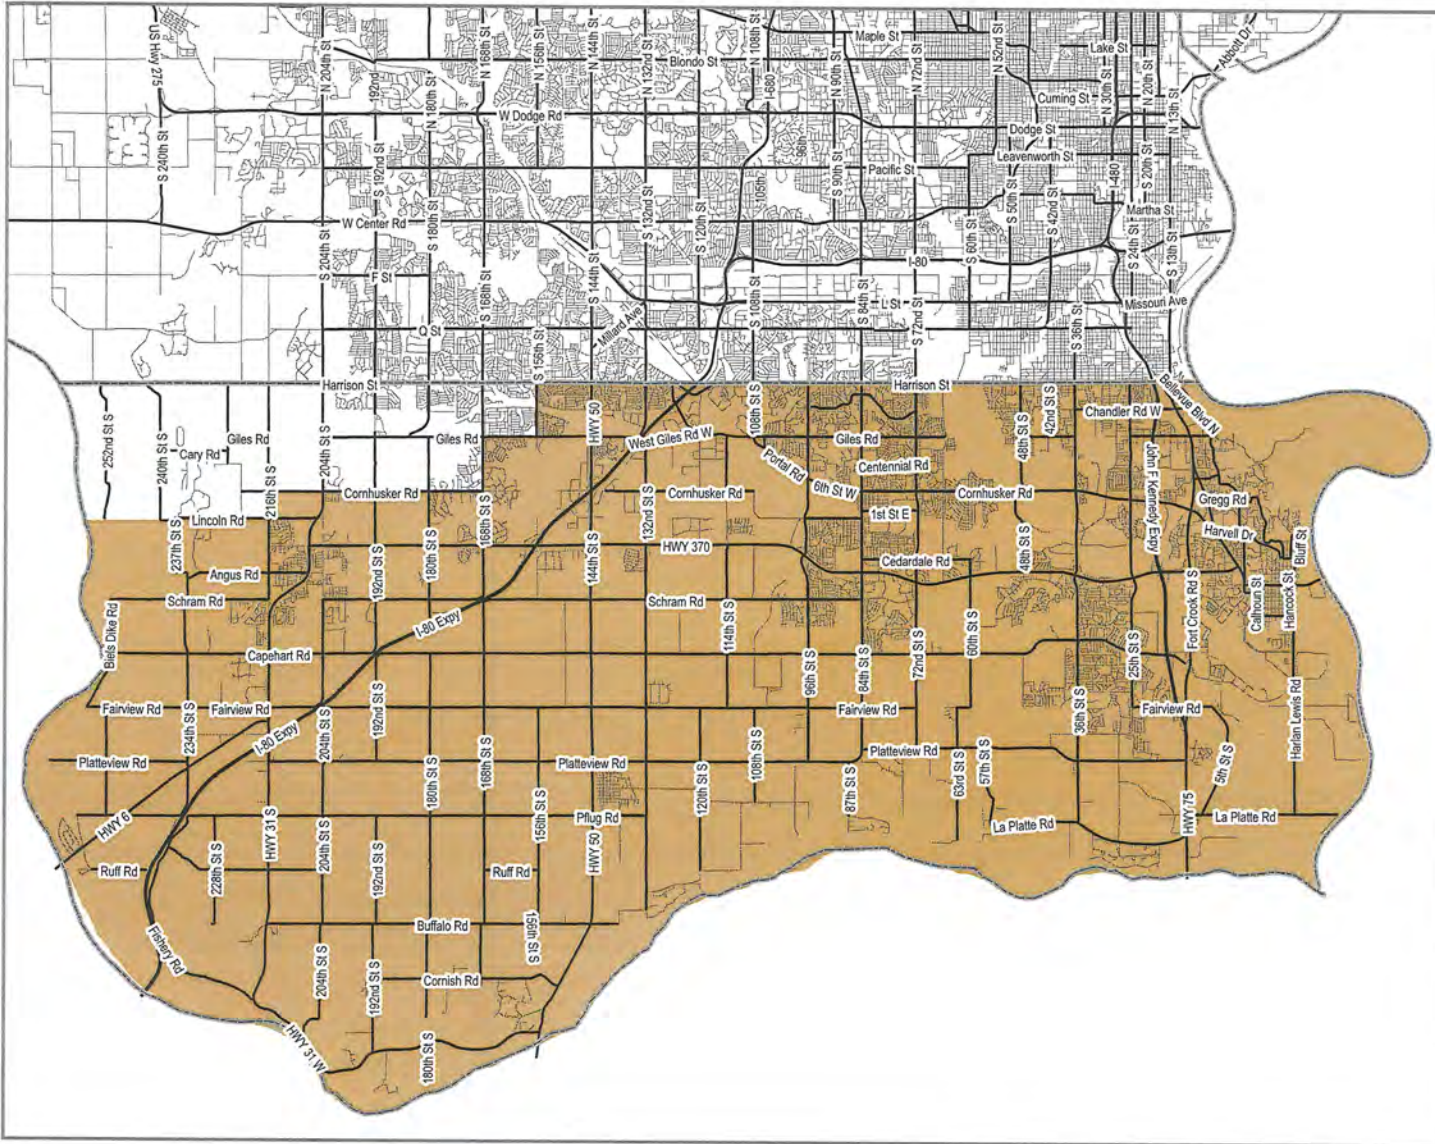 US Hwy 275
N 204th St
192nd
N 180th St
N 168th St
N 156th St
N 144th St
N 132nd St
N 108th St
I-680
N 90th St
N 72nd St
N 52nd St
N 30th St
N 20th St
N 13th St
Maple St
Lake St
Abbott Dr
Blondo St
Cuming St
W Dodge Rd
Dodge St
Leavenworth St
Pacific St
96th
105th
S 240th St
S 192nd St
S 180th St
S 132nd St
S 120th St
S 90th St
S 60th St
S 50th St
S 42nd St
I-480
S 20th St
S 24th St
S 13th St
Martha St
W Center Rd
S 204th St
F St
S 168th St
S 144th St
I-80
S 108th St
S 84th St
L St
S 72nd St
S 36th St
Missouri Ave
Q St
S 156th St
Millard Ave
Harrison St
Harrison St
Bellevue Blvd N
252nd St S
240th St S
Giles Rd
Cary Rd
216th St S
204th St S
Giles Rd
HWY 50
West Giles Rd W
108th St S
Giles Rd
Portal Rd
Centennial Rd
6th St W
48th St S
42nd St S
Chandler Rd W
John F Kennedy Expy
Cornhusker Rd
168th St S
132nd St S
Cornhusker Rd
Cornhusker Rd
Gregg Rd
Harvell Dr
Bluff St
Lincoln Rd
237th St S
1st St E
HWY 370
Cedardale Rd
48th St S
Angus Rd
192nd St S
180th St S
144th St S
Schram Rd
Schram Rd
Biels Dike Rd
I-80 Expy
114th St S
96th St S
84th St S
72nd St S
60th St S
25th St S
Fort Crook Rd S
Calhoun St
Hancock St
Capehart Rd
Fairview Rd
Fairview Rd
234th St S
204th St S
192nd St S
Fairview Rd
36th St S
Fairview Rd
Harlan Lewis Rd
I-80 Expy
Platteview Rd
Platteview Rd
Platteview Rd
168th St S
180th St S
156th St S
120th St S
108th St S
87th St S
63rd St S
57th St S
5th St S
HWY 75
HWY 6
HWY 31 S
204th St S
Pflug Rd
HWY 50
La Platte Rd
La Platte Rd
Ruff Rd
228th St S
192nd St S
Ruff Rd
Buffalo Rd
156th St S
Fishery Rd
204th St S
192nd St S
Cornish Rd
HWY 31 W
180th St S